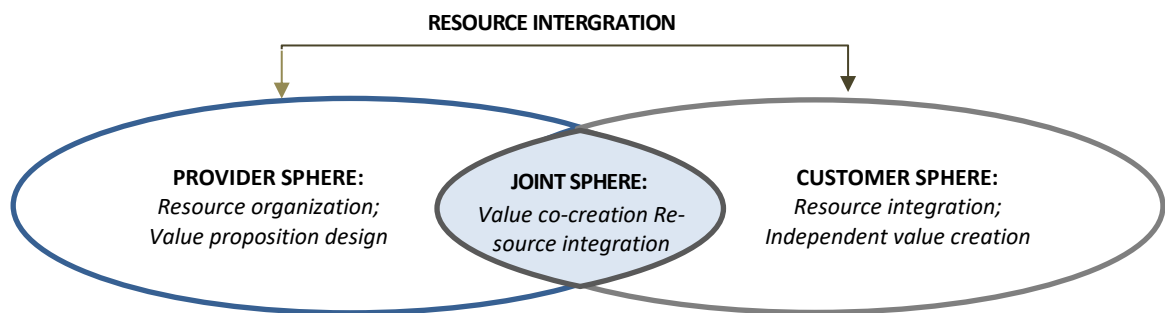 RESOURCE INTERGRATION
PROVIDER SPHERE:
Resource organization;
Value proposition design
JOINT SPHERE:
Value co-creation Re-
source integration
CUSTOMER SPHERE:
Resource integration;
Independent value creation